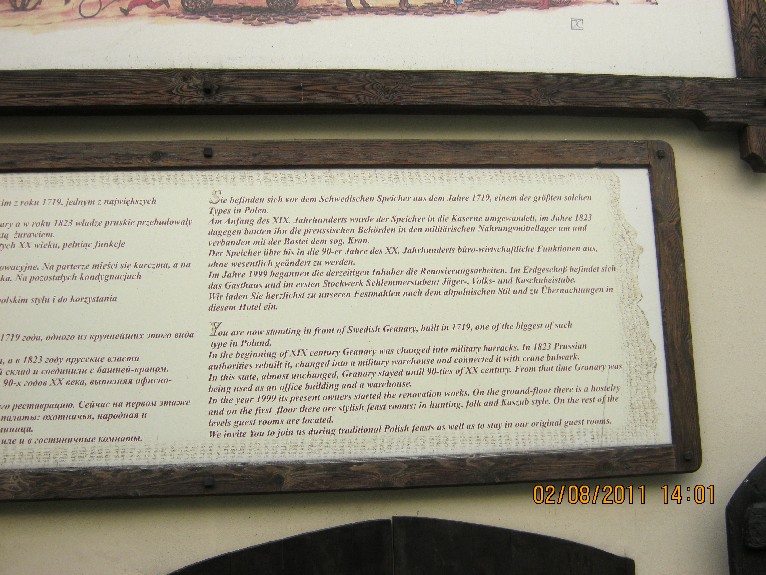 im z roku 1719, jednym z największych
ary a w roku 1823 władze pruskie przebudowały
tą żurawiem.
tych XX wieku, pełniąc funkcje
owacyjne. Na parterze mieści się karczma, a na
ka. Na pozostałych kondygnacjach
polskim stylu i do korzystania
1719 года, одного из крупнейших этого вида
а, а в 1823 году прусские власти
й склад и соединили с башней-краном.
90-х годов XX века, выполняя офисно-
его реставрацию. Сейчас на первом этаже
палаты: охотничья, народная и
тиница.
иле и в гостиничные комнаты.
Sie befinden sich vor dem Schwedischen Speicher aus dem Jahre 1719, einem der größten solchen
Types in Polen.
Am Anfang des XIX. Jahrhunderts wurde der Speicher in die Kaserne umgewandelt, im Jahre 1823
dagegen bauten ihn die preussischen Behörden in den militärischen Nahrungsmittellager um und
verbanden mit der Bastei dem sog. Kran.
Der Speicher übte bis in die 90-er Jahre des XX. Jahrhunderts büro-wirtschaftliche Funktionen aus,
ohne wesentlich geändert zu werden.
Im Jahre 1999 begannen die derzeitigen Inhaber die Renovierungsarbeiten. Im Erdgeschoß befindet sich
das Gasthaus und im ersten Stockwerk Schlemmerstuben: Jäger-, Volks- und Kaschubeistube.
Wir laden Sie herzlichst zu unseren Festmahlen nach dem altpolnischen Stil und zu Übernachtungen in
diesem Hotel ein.
You are now standing in front of Swedish Granary, built in 1719, one of the biggest of such
type in Poland.
In the beginning of XIX century Granary was changed into military barracks. In 1823 Prussian
authorities rebuilt it, changed into a military warehouse and connected it with crane bulwark.
In this state, almost unchanged, Granary stayed until 90-ties of XX century. From that time Granary was
being used as an office building and a warehouse.
In the year 1999 its present owners started the renovation works. On the ground-floor there is a hostelry
and on the first floor there are stylish feast rooms: in hunting, folk and Kaszub style. On the rest of the
levels guest rooms are located.
We invite You to join us during traditional Polish feasts as well as to stay in our original guest rooms.
02/08/2011 14:01